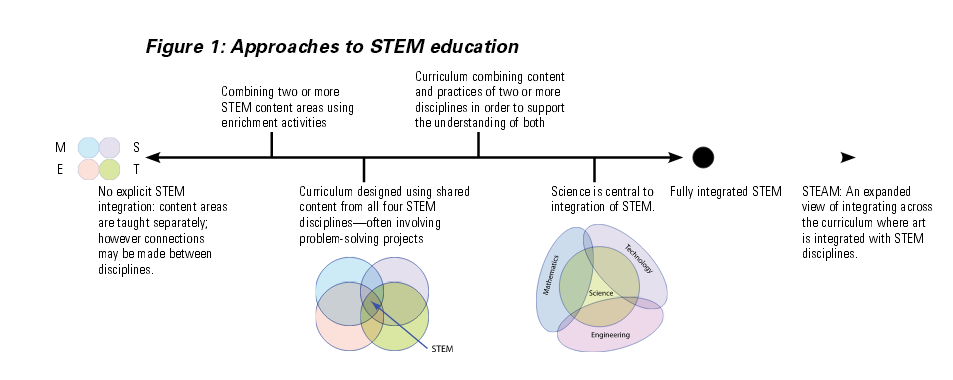 Figure 1: Approaches to STEM education
Combining two or more
STEM content areas using
enrichment activities
Curriculum combining content
and practices of two or more
disciplines in order to support
the understanding of both
M S
E T
No explicit STEM
integration: content areas
are taught separately;
however connections
may be made between
disciplines.
Curriculum designed using shared
content from all four STEM
disciplines—often involving
problem-solving projects
STEM
Science is central to
integration of STEM.
Mathematics
Technology
Science
Engineering
Fully integrated STEM
STEAM: An expanded
view of integrating across
the curriculum where art
is integrated with STEM
disciplines.